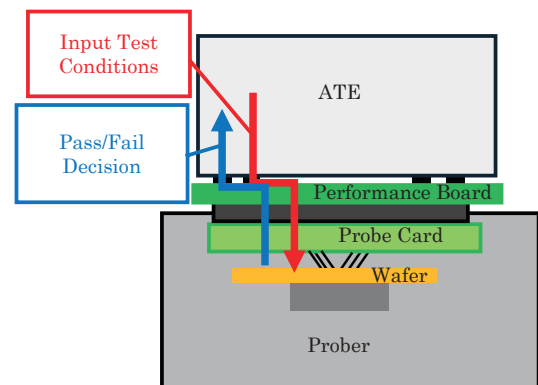 Input Test
Conditions
ATE
Pass/Fail
Decision
Performance Board
Probe Card
Wafer
Prober